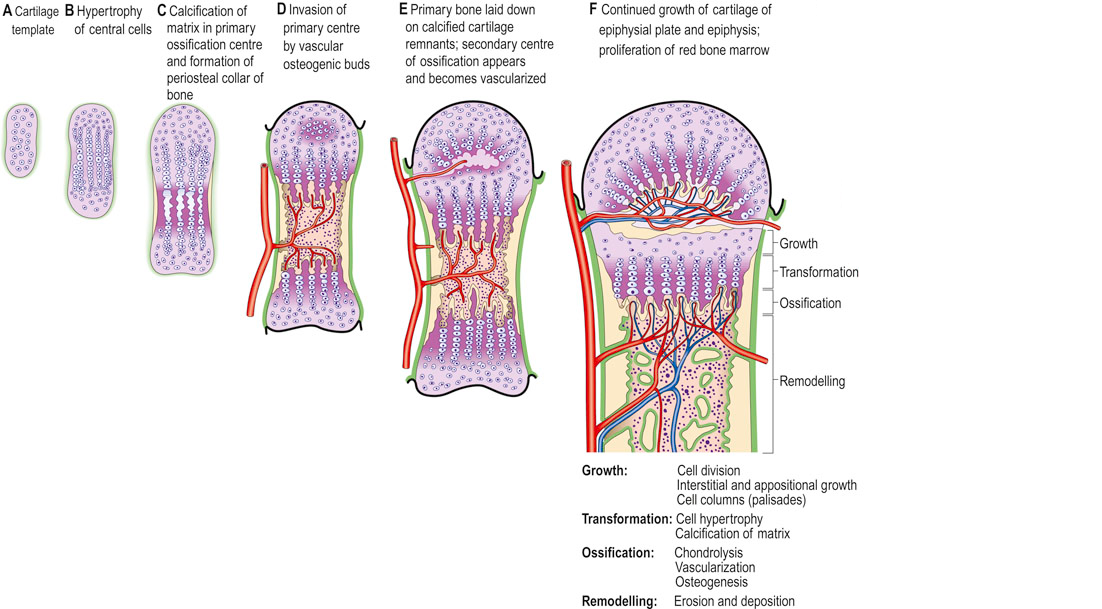 A Cartilage
template
B Hypertrophy
of central cells
C Calcification of
matrix in primary
ossification centre
and formation of
periosteal collar of
bone
D Invasion of
primary centre
by vascular
osteogenic buds
E Primary bone laid down
on calcified cartilage
remnants; secondary centre
of ossification appears
and becomes vascularized
F Continued growth of cartilage of
epiphysial plate and epiphysis;
proliferation of red bone marrow
Growth
Transformation
Ossification
Remodelling
Growth: Cell division
Interstitial and appositional growth
Cell columns (palisades)
Transformation: Cell hypertrophy
Calcification of matrix
Ossification: Chondrolysis
Vascularization
Osteogenesis
Remodelling: Erosion and deposition